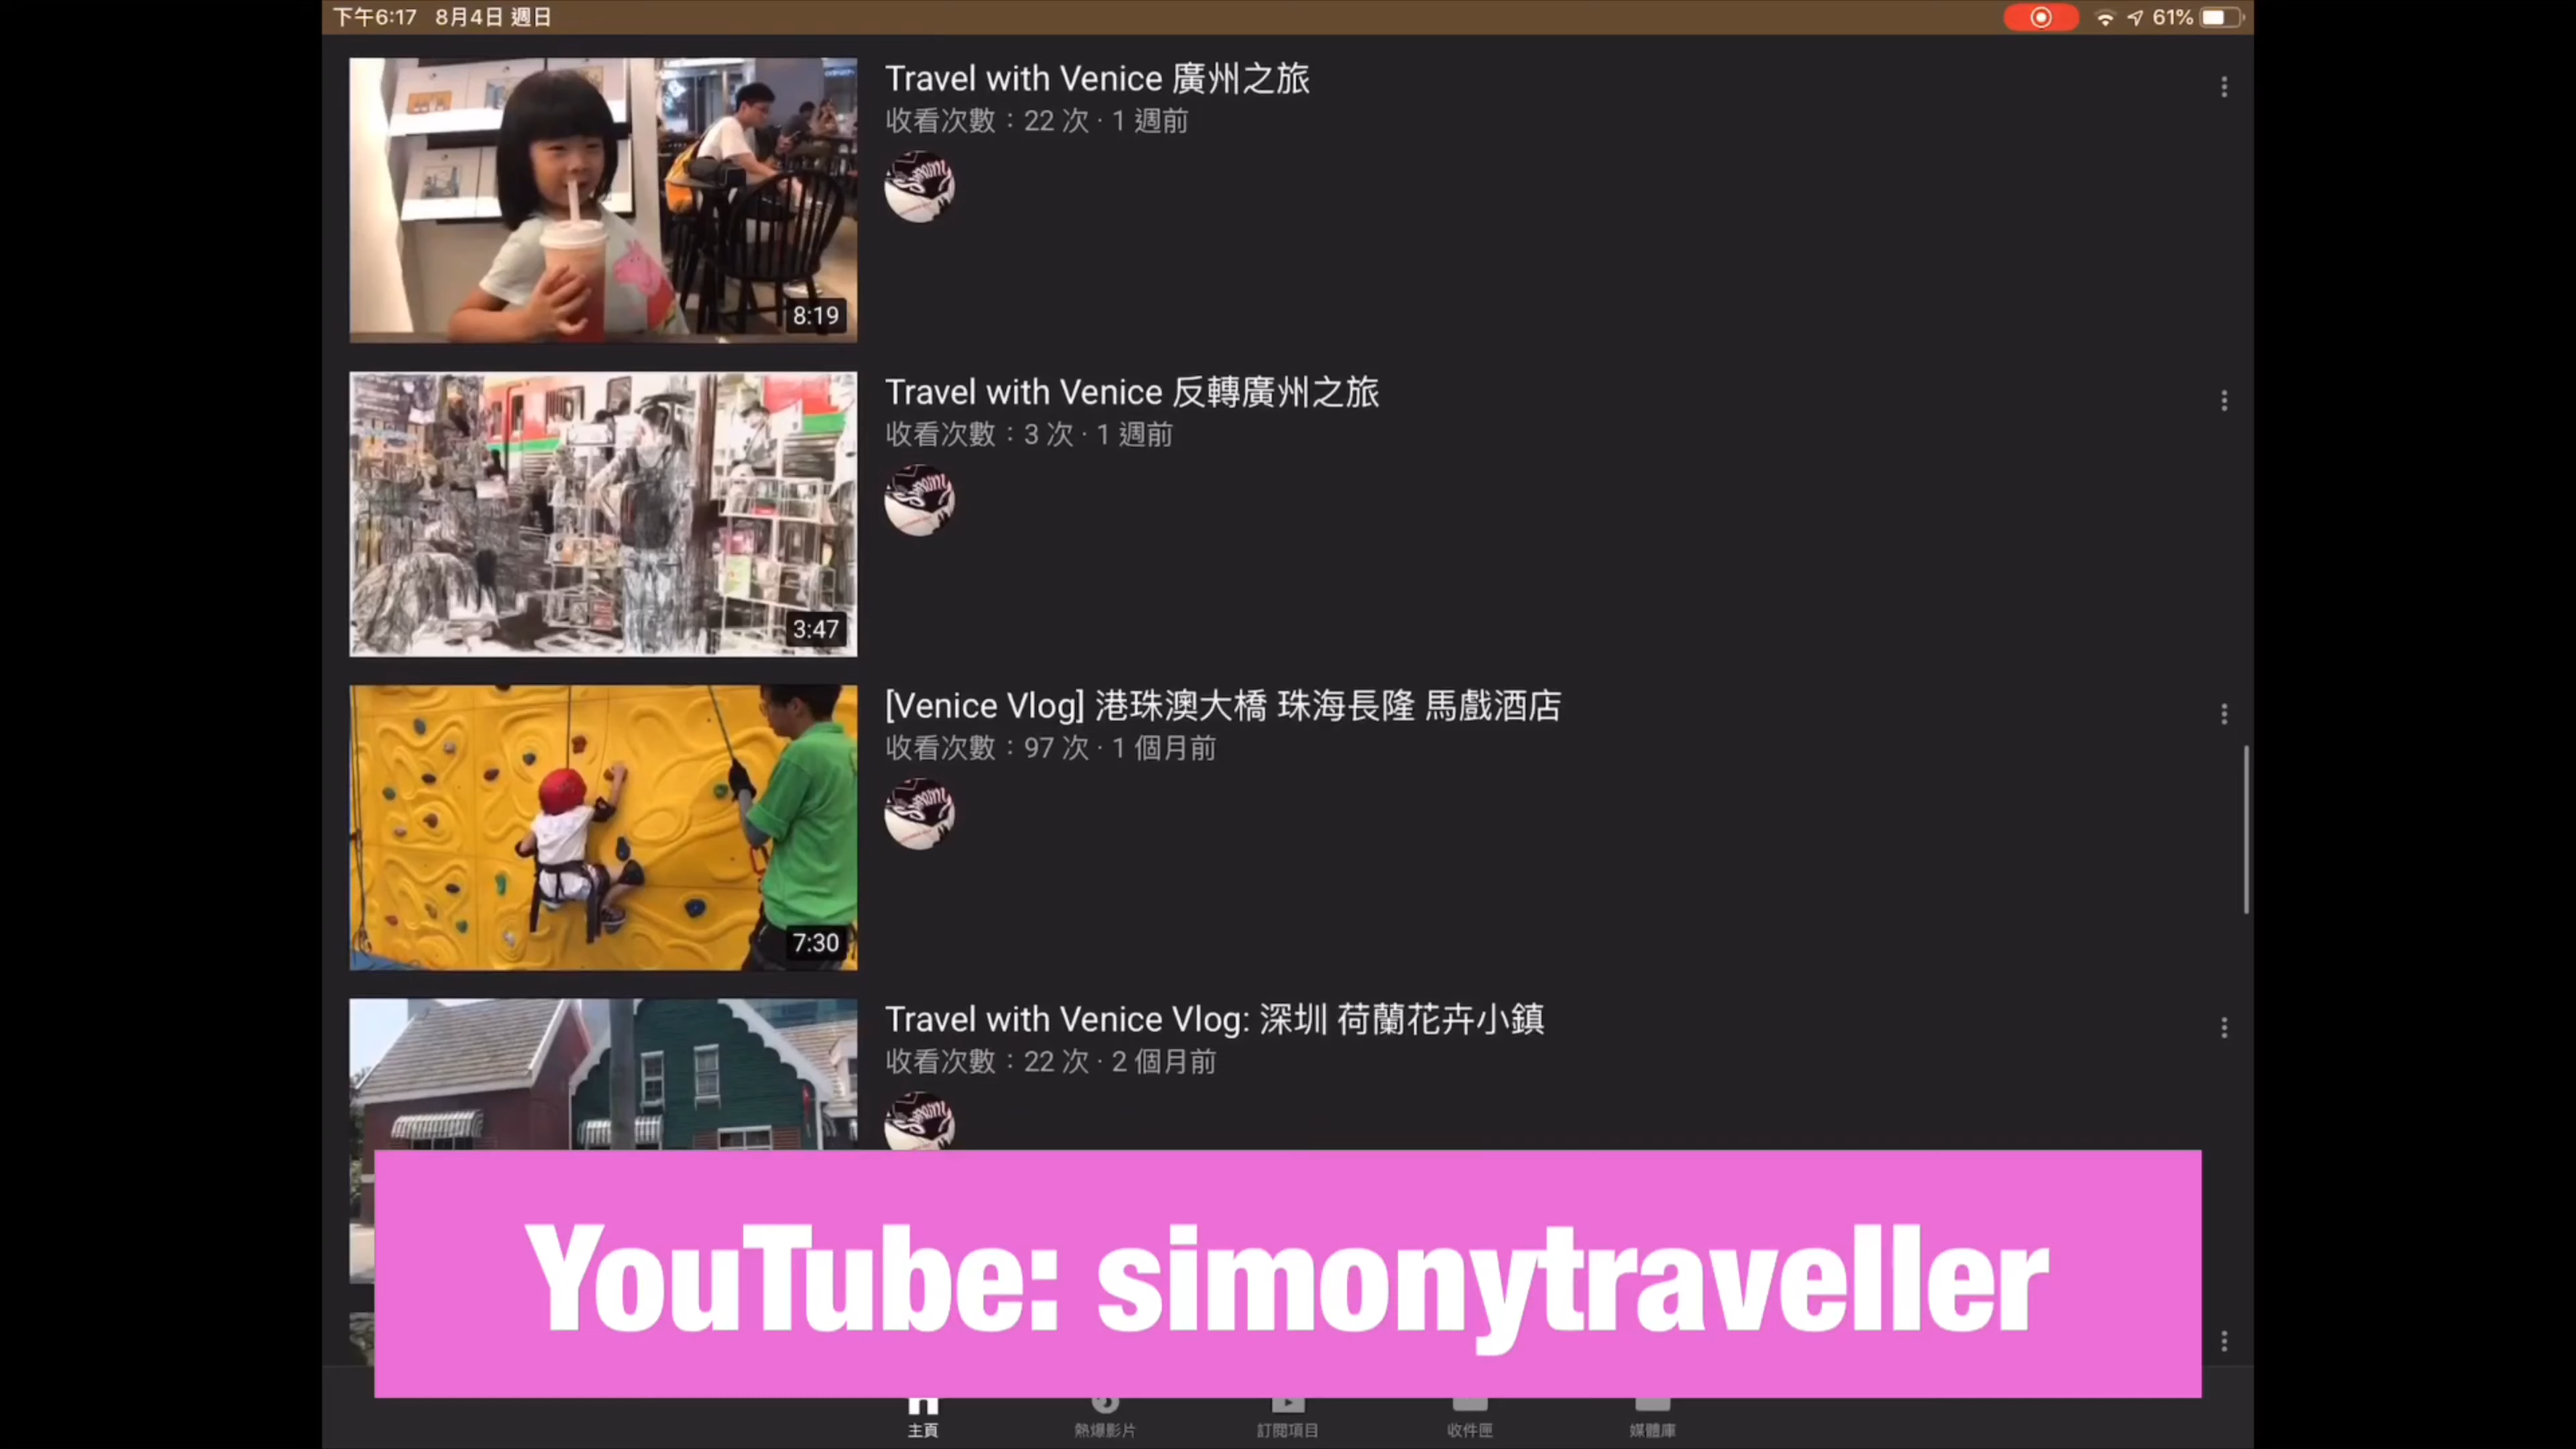 下午6:17 8月4日 週日
61%
Travel with Venice 廣州之旅
收看次數：22 次 · 1 週前
8:19
Travel with Venice 反轉廣州之旅
收看次數：3 次 · 1 週前
3:47
[Venice Vlog] 港珠澳大橋 珠海長隆 馬戲酒店
收看次數：97 次 · 1 個月前
7:30
Travel with Venice Vlog: 深圳 荷蘭花卉小鎮
收看次數：22 次 · 2 個月前
YouTube: simonytraveller
主頁
熱爆影片
訂閱項目
收件匣
媒體庫